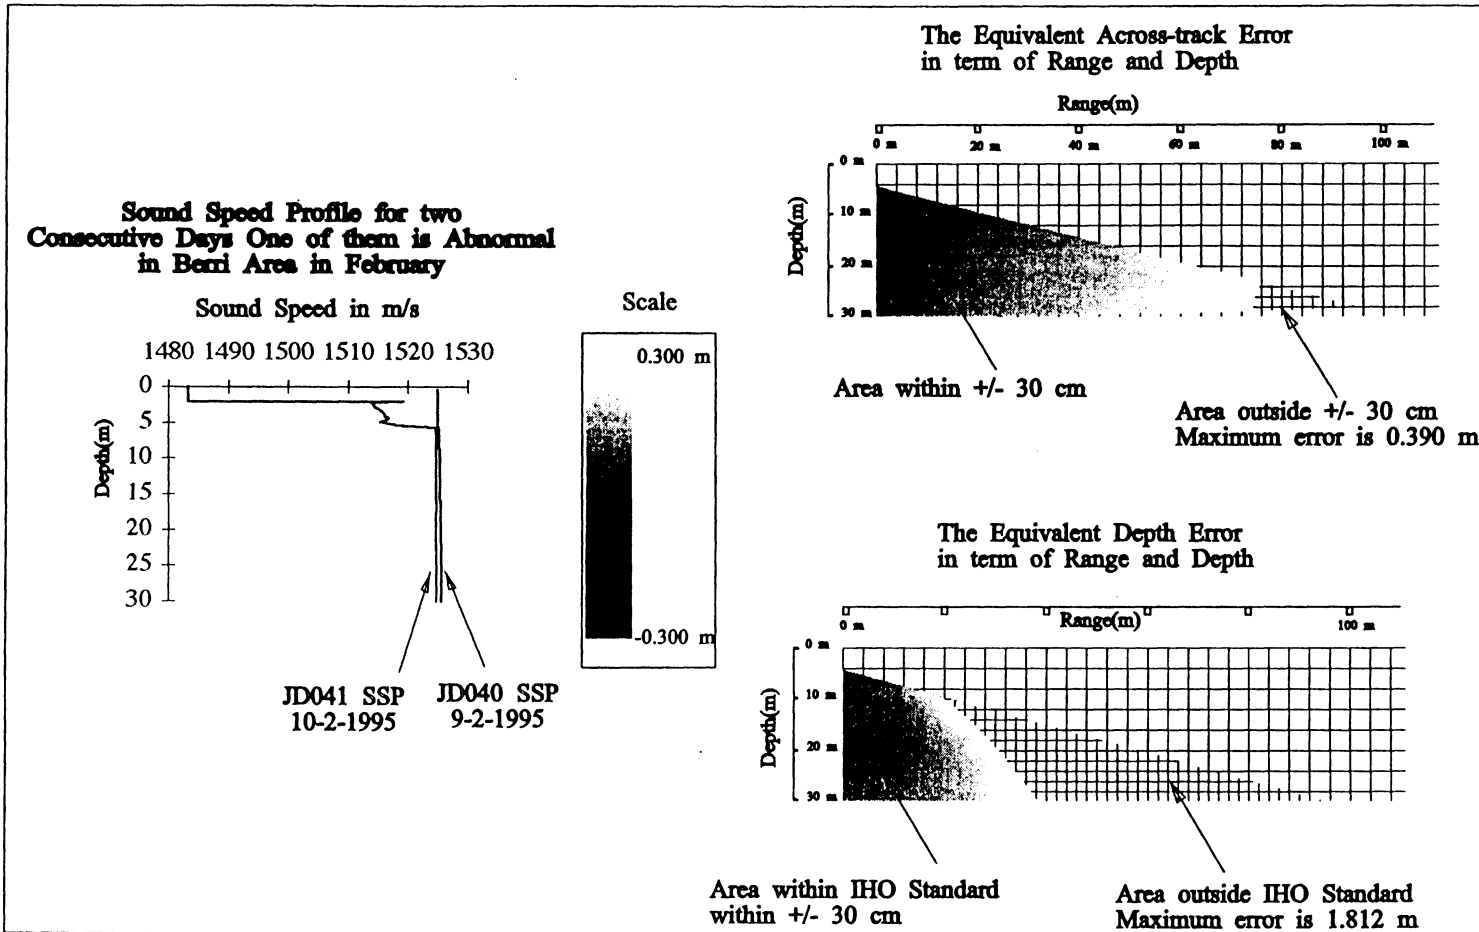 The Equivalent Across-track Error
in term of Range and Depth
Range(m)
0 m 20 m 40 m 60 m 80 m 100 m
Depth(m)
0 m
10 m
20 m
30 m
Area within +/- 30 cm
Area outside +/- 30 cm
Maximum error is 0.390 m
Sound Speed Profile for two
Consecutive Days One of them is Abnormal
in Berri Area in February
Sound Speed in m/s
1480 1490 1500 1510 1520 1530
Depth(m)
0
5
10
15
20
25
30
JD041 SSP
10-2-1995
JD040 SSP
9-2-1995
Scale
0.300 m
-0.300 m
The Equivalent Depth Error
in term of Range and Depth
Range(m)
0 m 100 m
Depth(m)
0 m
10 m
20 m
30 m
Area within IHO Standard
within +/- 30 cm
Area outside IHO Standard
Maximum error is 1.812 m